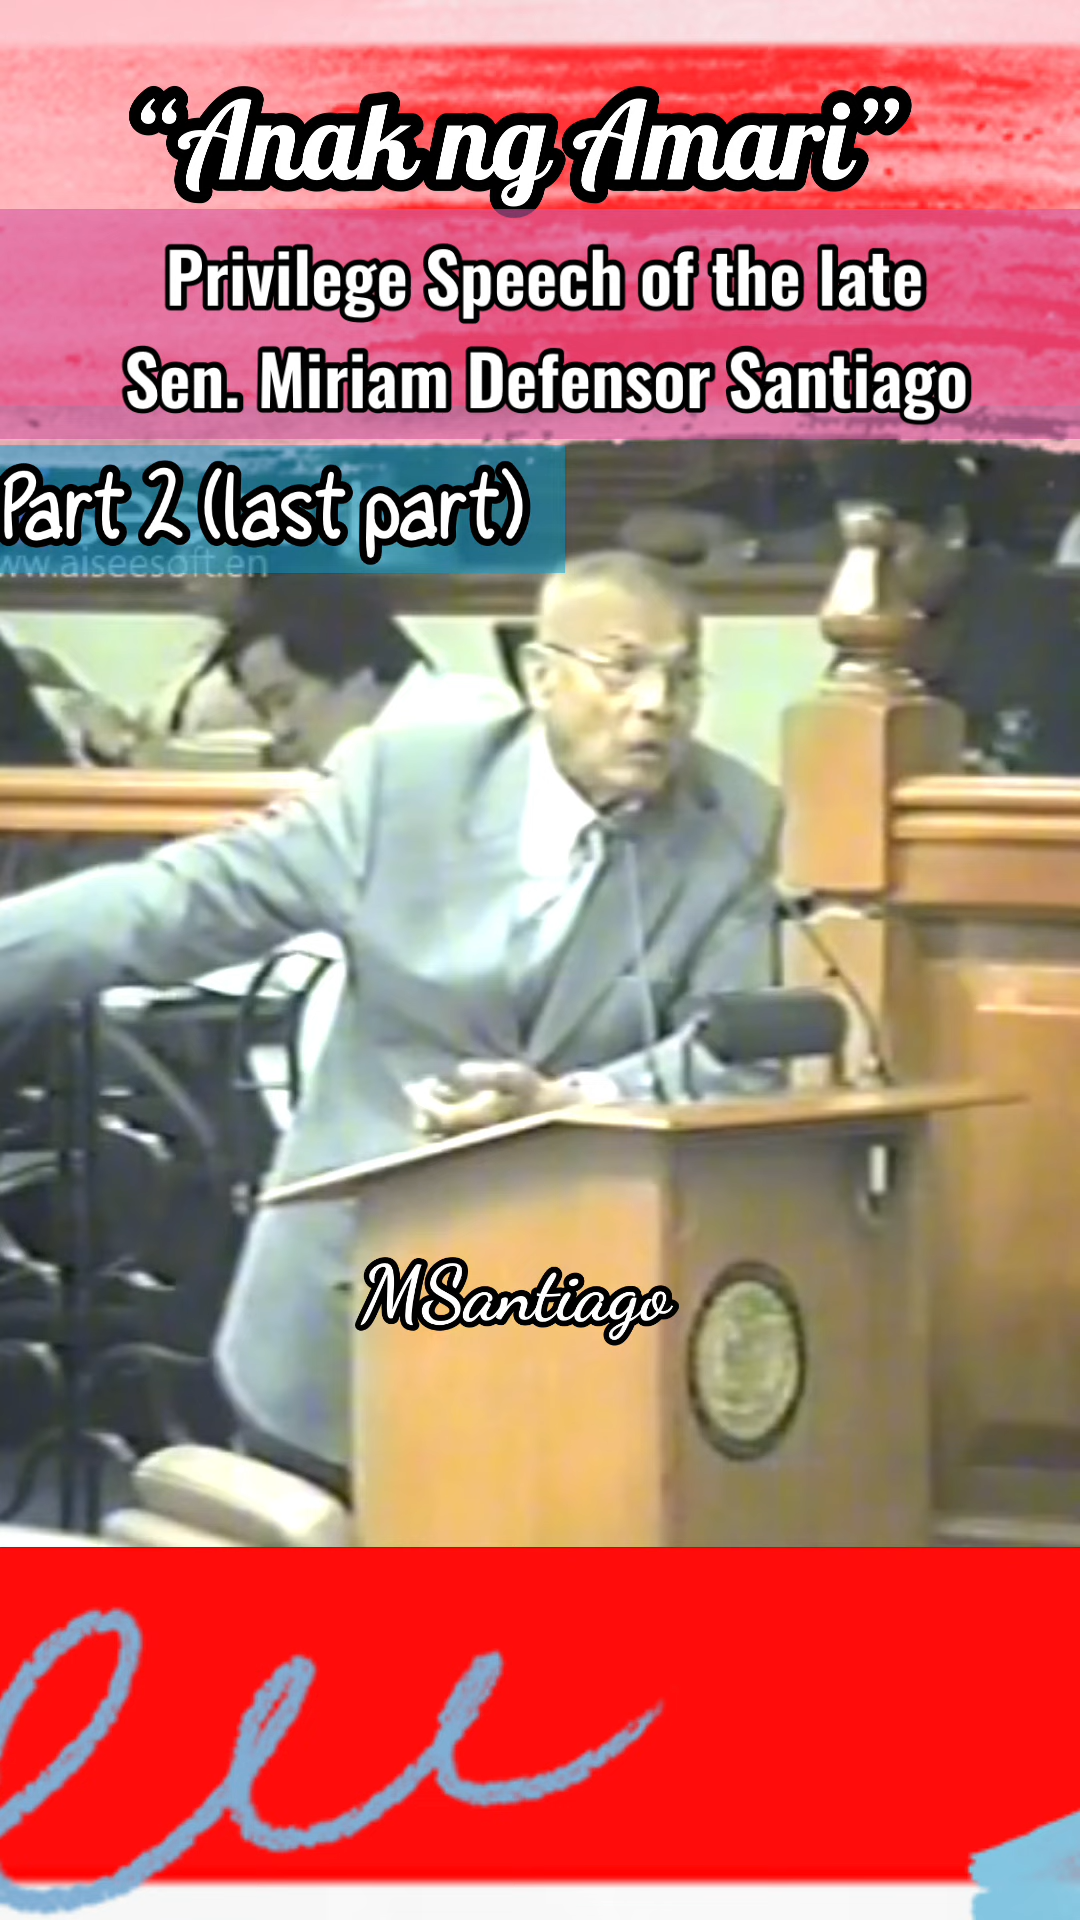 “Anak ng Amari”
Privilege Speech of the late
Sen. Miriam Defensor Santiago
Part 2 (last part)
ww.aiseesoft.en
MSantiago